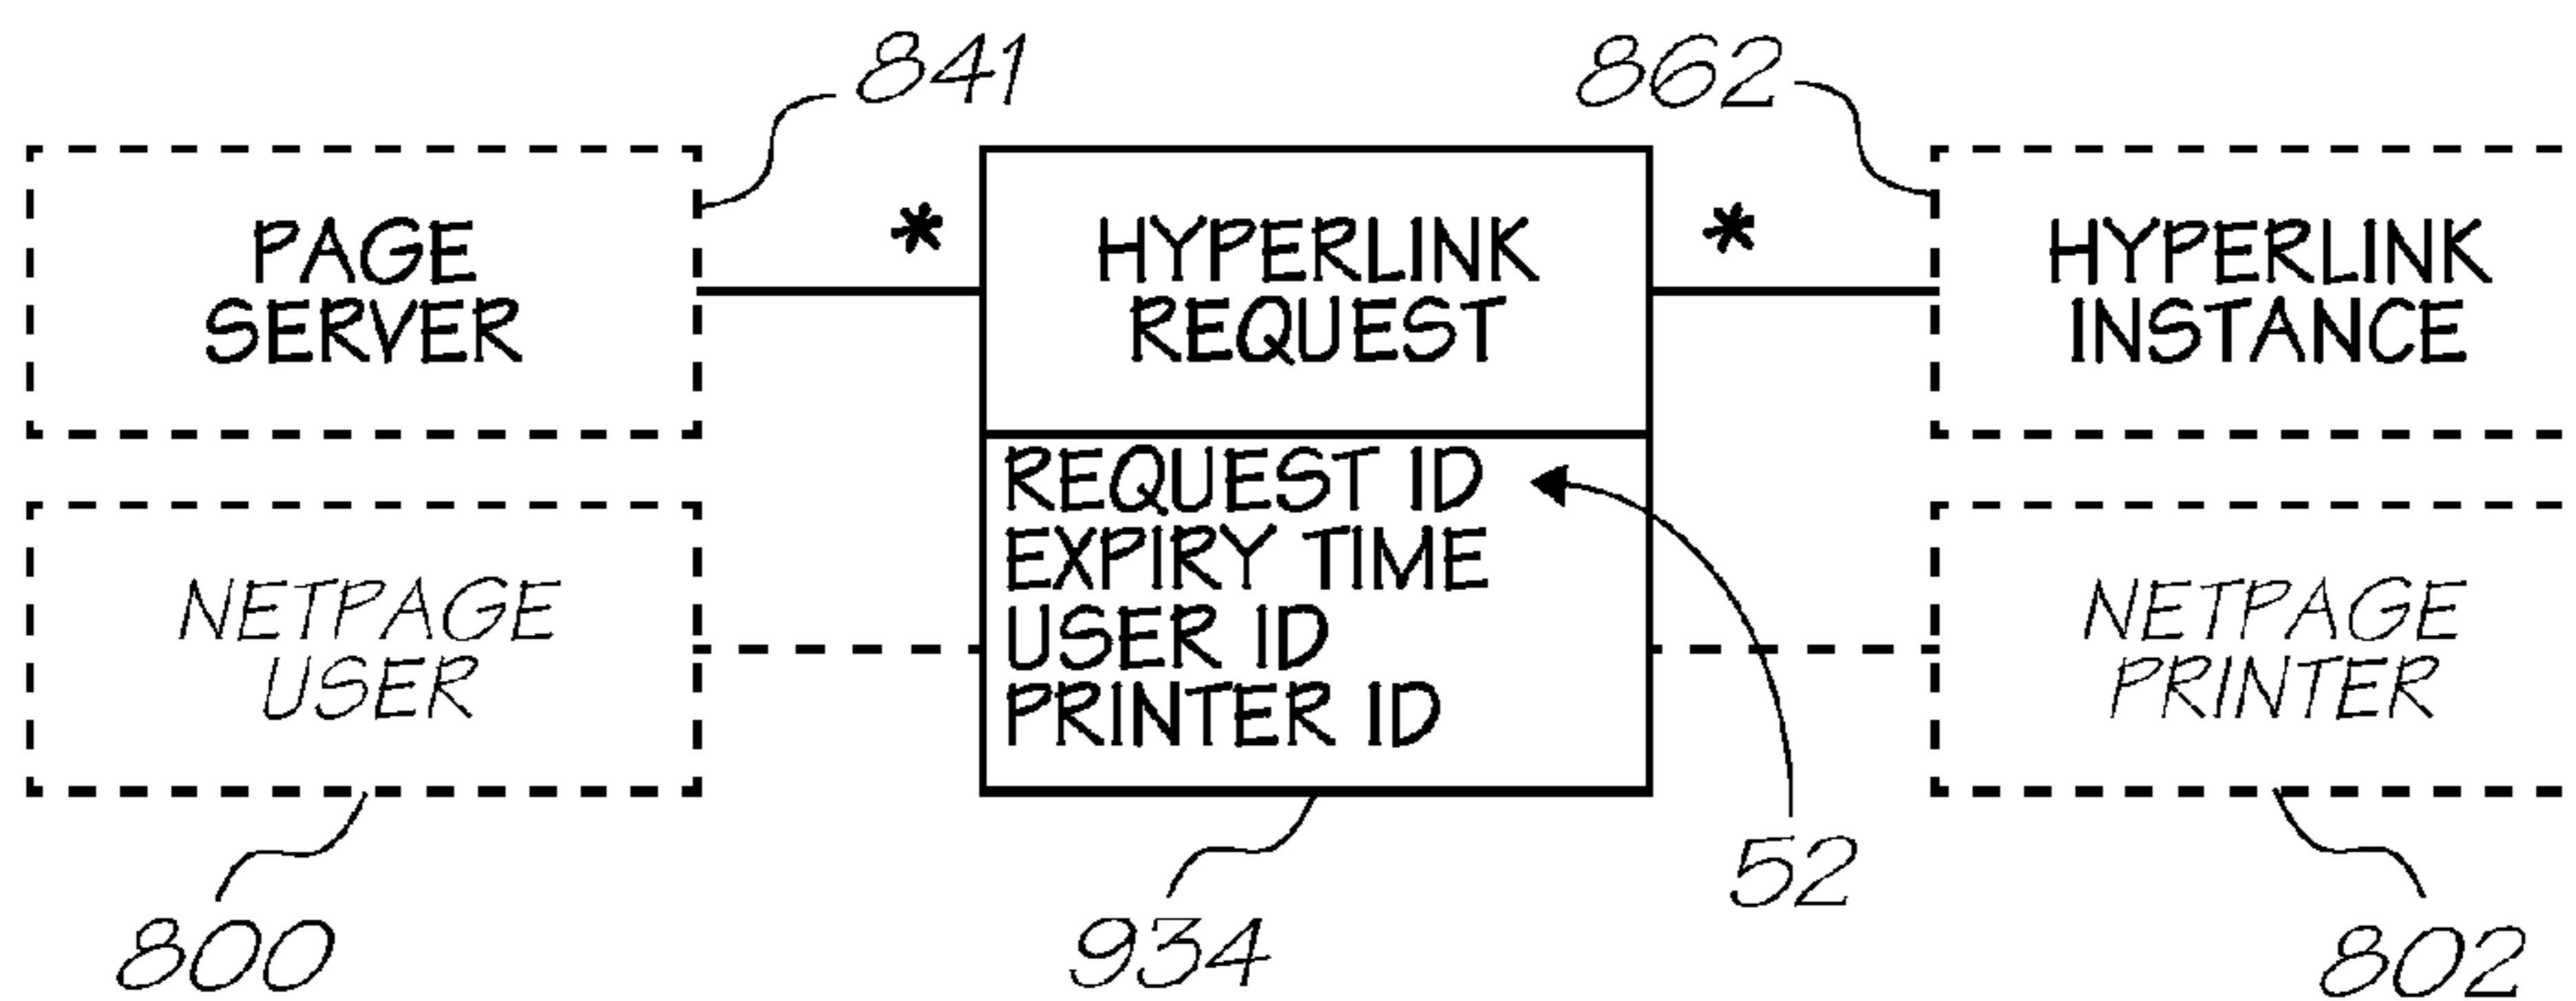 841
862
PAGE
SERVER
*
HYPERLINK
REQUEST
*
HYPERLINK
INSTANCE
NETPAGE
USER
REQUEST ID
EXPIRY TIME
USER ID
PRINTER ID
NETPAGE
PRINTER
800
934
52
802